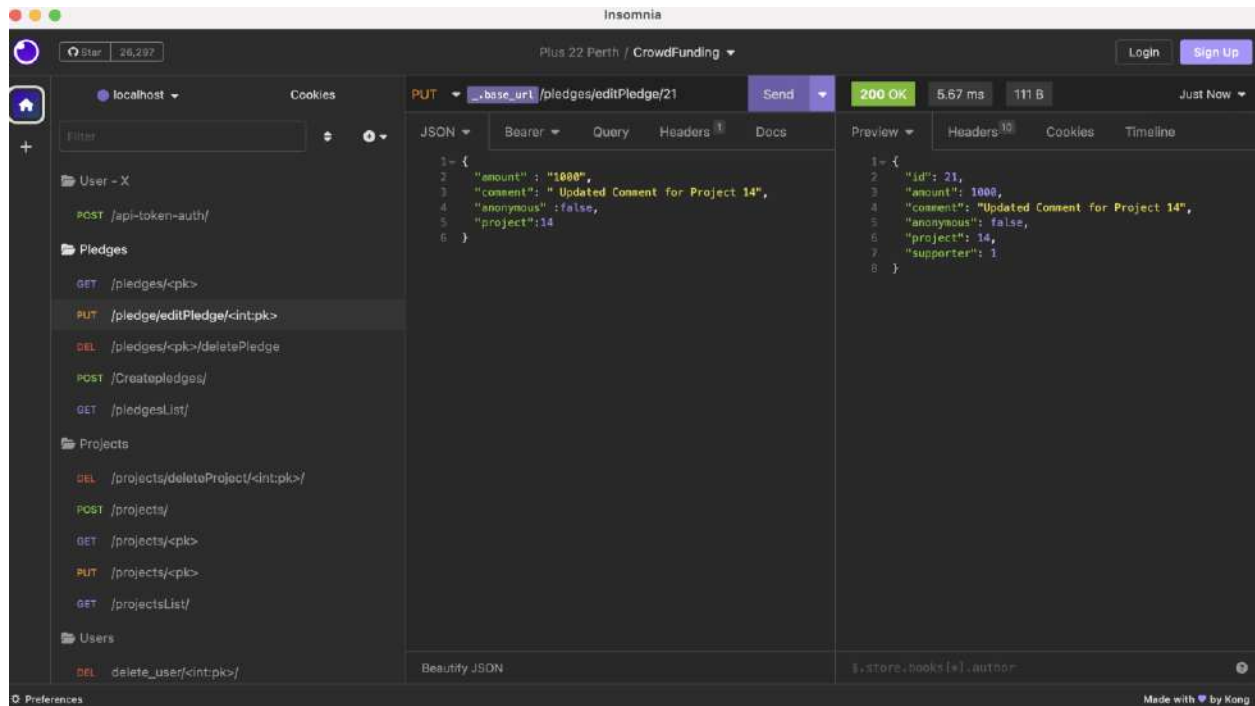 Insomnia
Star 26,297
Plus 22 Perth / CrowdFunding
Login
Sign Up
localhost
Cookies
PUT _.base_url /pledges/editPledge/21
Send
200 OK
5.67 ms
111 B
Just Now
Filter
JSON
Bearer
Query
Headers 1
Docs
Preview
Headers 10
Cookies
Timeline
User - X
POST /api-token-auth/
Pledges
GET /pledges/<pk>
PUT /pledge/editPledge/<int:pk>
DEL /pledges/<pk>/deletePledge
POST /Createpledges/
GET /pledgesList/
Projects
DEL /projects/deleteProject/<int:pk>/
POST /projects/
GET /projects/<pk>
PUT /projects/<pk>
GET /projectsList/
Users
DEL delete_user/<int:pk>/
1 {
2 "amount" : "1000",
3 "comment": " Updated Comment for Project 14",
4 "anonymous" :false,
5 "project":14
6 }
1 {
2 "id": 21,
3 "amount": 1000,
4 "comment": "Updated Comment for Project 14",
5 "anonymous": false,
6 "project": 14,
7 "supporter": 1
8 }
Beautify JSON
$.store.books[*].author
Preferences
Made with ♥ by Kong